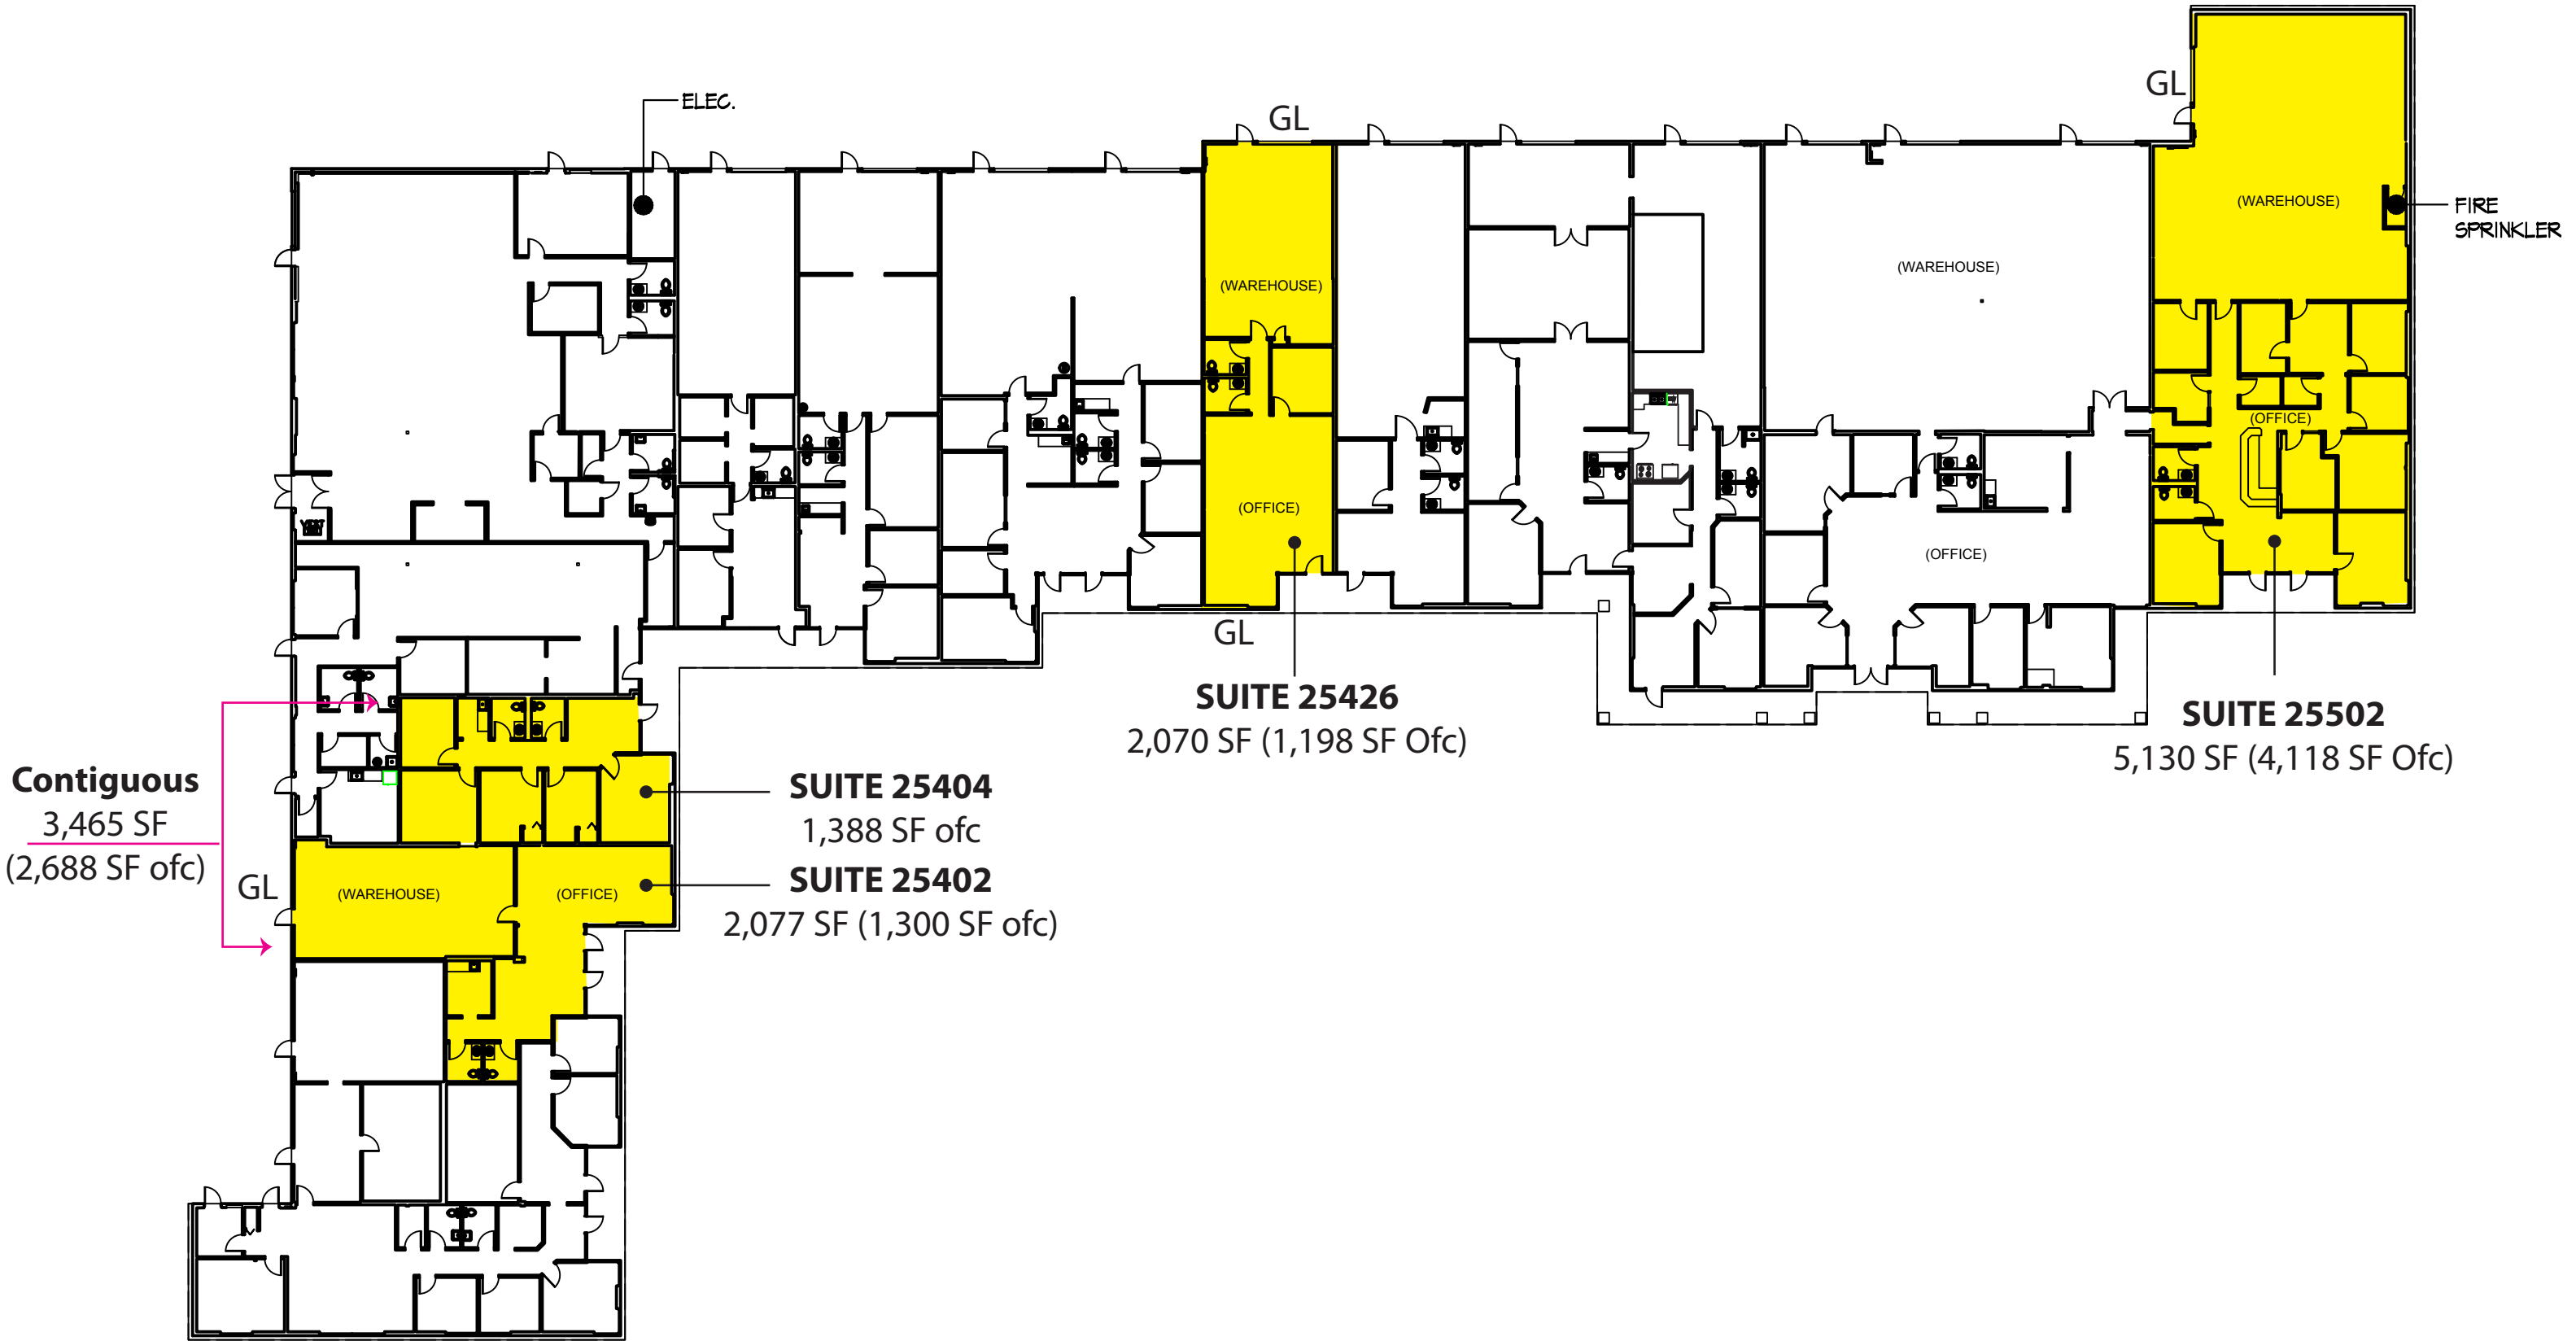 GL
ELEC.
GL
(WAREHOUSE)
FIRE
SPRINKLER
(WAREHOUSE)
(WAREHOUSE)
(OFFICE)
(OFFICE)
(OFFICE)
GL
SUITE 25426
2,070 SF (1,198 SF Ofc)
SUITE 25502
5,130 SF (4,118 SF Ofc)
Contiguous
3,465 SF
(2,688 SF ofc)
SUITE 25404
1,388 SF ofc
SUITE 25402
2,077 SF (1,300 SF ofc)
GL
(WAREHOUSE)
(OFFICE)